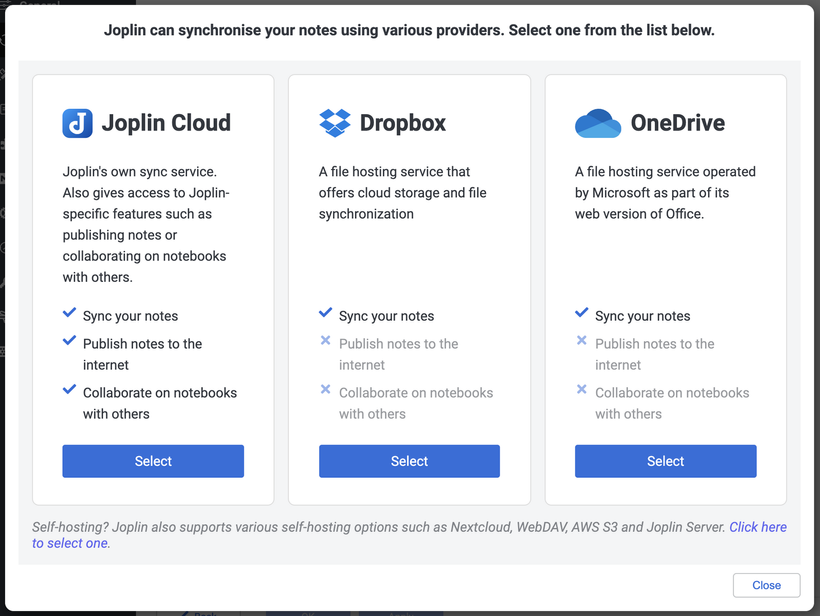 Joplin can synchronise your notes using various providers. Select one from the list below.
Joplin Cloud
Joplin's own sync service.
Also gives access to Joplin-
specific features such as
publishing notes or
collaborating on notebooks
with others.
Sync your notes
Publish notes to the
internet
Collaborate on notebooks
with others
Select
Dropbox
A file hosting service that
offers cloud storage and file
synchronization
Sync your notes
Publish notes to the
internet
Collaborate on notebooks
with others
Select
OneDrive
A file hosting service operated
by Microsoft as part of its
web version of Office.
Sync your notes
Publish notes to the
internet
Collaborate on notebooks
with others
Select
Self-hosting? Joplin also supports various self-hosting options such as Nextcloud, WebDAV, AWS S3 and Joplin Server. Click here
to select one.
Close